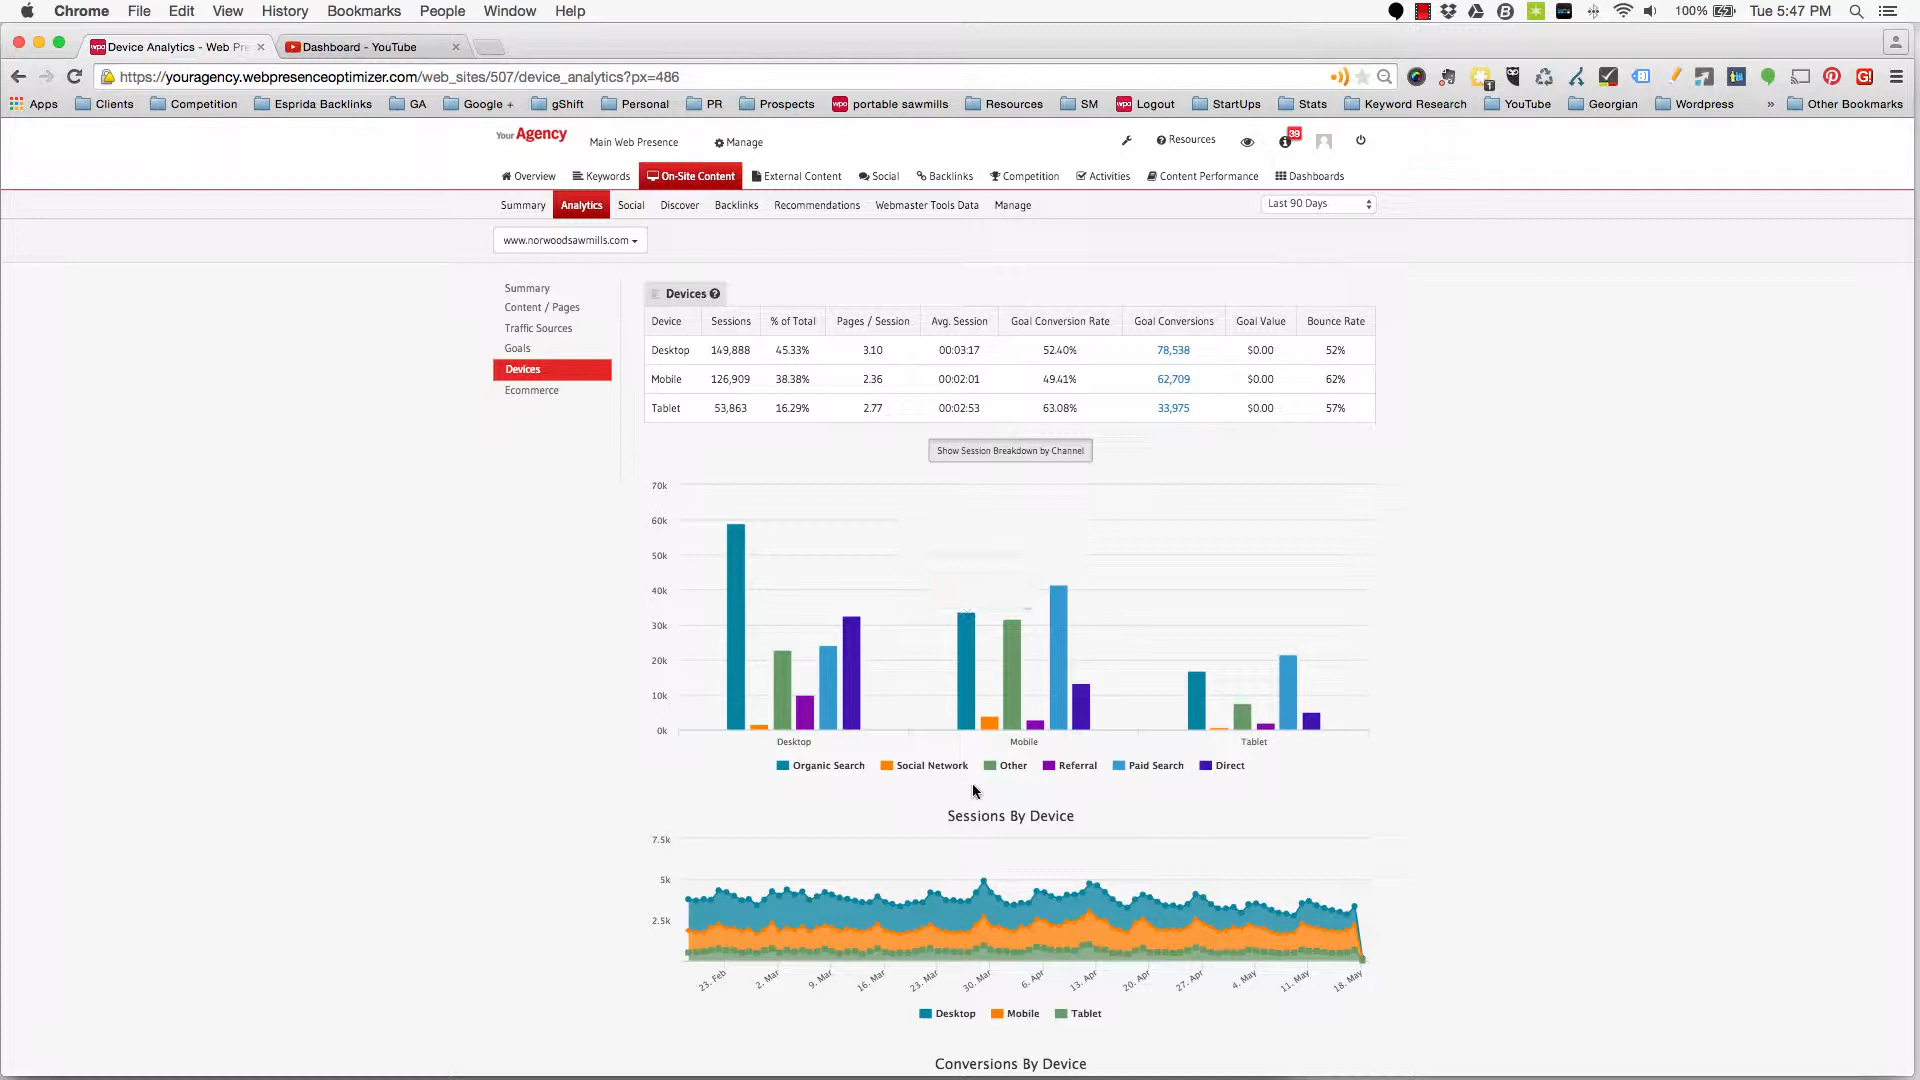 Chrome File Edit View History Bookmarks People Window Help 100% Tue 5:47 PM
wpo Device Analytics - Web Pre Dashboard - YouTube
https://youragency.webpresenceoptimizer.com/web_sites/507/device_analytics?px=486
Apps Clients Competition Esprida Backlinks GA Google + gShift Personal PR Prospects wpo portable sawmills Resources SM wpo Logout StartUps Stats Keyword Research YouTube Georgian Wordpress » Other Bookmarks
Your Agency Main Web Presence Manage Resources 39
Overview Keywords On-Site Content External Content Social Backlinks Competition Activities Content Performance Dashboards
Summary Analytics Social Discover Backlinks Recommendations Webmaster Tools Data Manage Last 90 Days
www.norwoodsawmills.com
Summary
Content / Pages
Traffic Sources
Goals
Devices
Ecommerce
Devices
Device Sessions % of Total Pages / Session Avg. Session Goal Conversion Rate Goal Conversions Goal Value Bounce Rate
Desktop 149,888 45.33% 3.10 00:03:17 52.40% 78,538 $0.00 52%
Mobile 126,909 38.38% 2.36 00:02:01 49.41% 62,709 $0.00 62%
Tablet 53,863 16.29% 2.77 00:02:53 63.08% 33,975 $0.00 57%
Show Session Breakdown by Channel
70k
60k
50k
40k
30k
20k
10k
0k
Desktop Mobile Tablet
Organic Search Social Network Other Referral Paid Search Direct
Sessions By Device
7.5k
5k
2.5k
23. Feb 2. Mar 9. Mar 16. Mar 23. Mar 30. Mar 6. Apr 13. Apr 20. Apr 27. Apr 4. May 11. May 18. May
Desktop Mobile Tablet
Conversions By Device